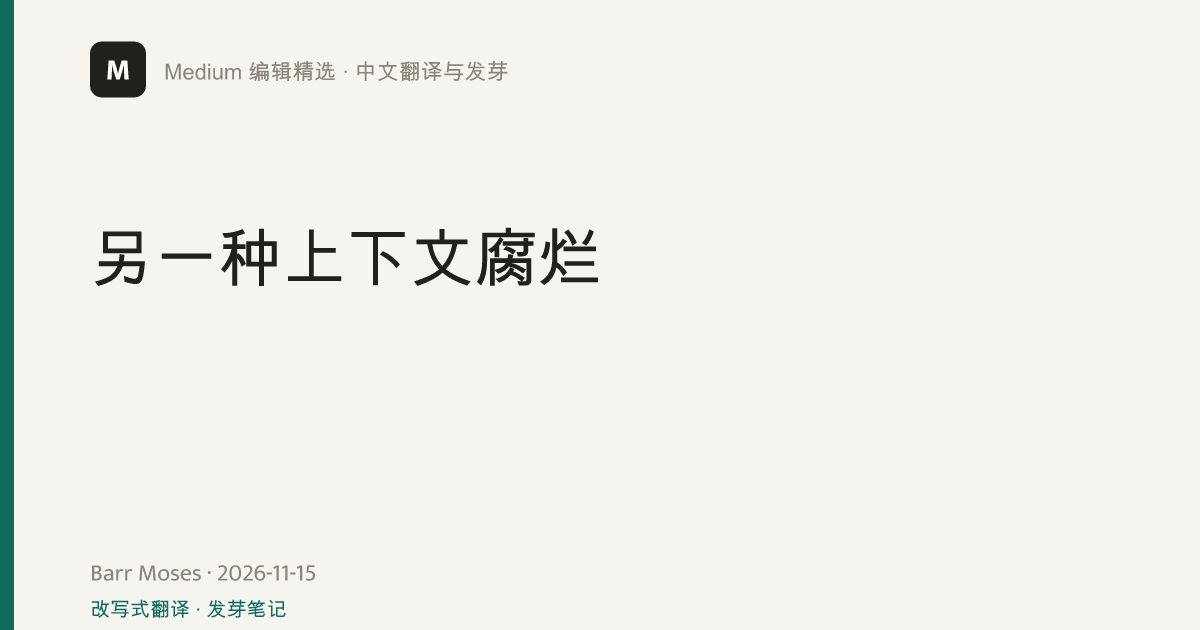 M
Medium 编辑精选 · 中文翻译与发芽
另一种上下文腐烂
Barr Moses · 2026-11-15
改写式翻译 · 发芽笔记